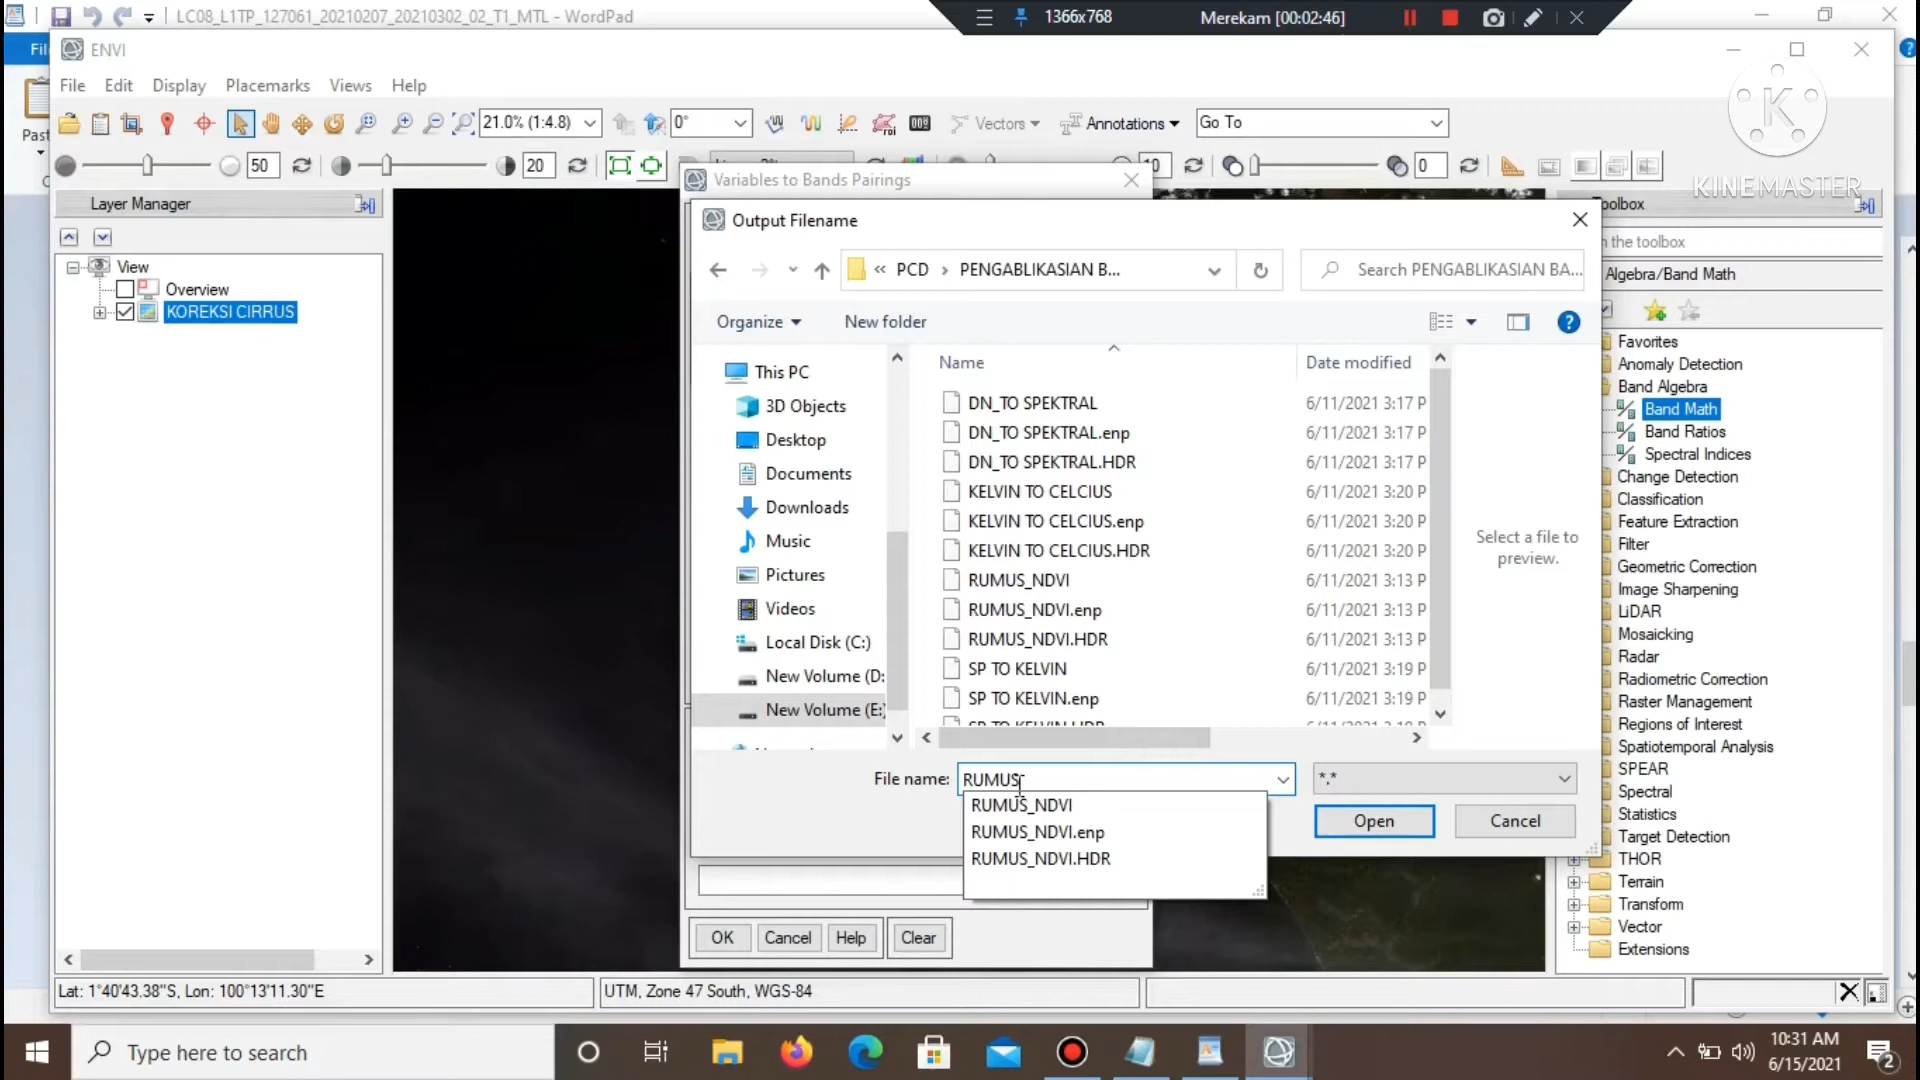 LC08_L1TP_127061_20210207_20210302_02_T1_MTL - WordPad
1366x768
Merekam [00:02:46]
ENVI
File Edit Display Placemarks Views Help
21.0% (1:4.8)
0°
Vectors
Annotations
Go To
50
20
10
0
KINEMASTER
Layer Manager
View
Overview
KOREKSI CIRRUS
Variables to Bands Pairings
Output Filename
« PCD › PENGABLIKASIAN B...
Search PENGABLIKASIAN BA...
Organize
New folder
This PC
3D Objects
Desktop
Documents
Downloads
Music
Pictures
Videos
Local Disk (C:)
New Volume (D:
New Volume (E:)
Name Date modified
DN_TO SPEKTRAL 6/11/2021 3:17 P
DN_TO SPEKTRAL.enp 6/11/2021 3:17 P
DN_TO SPEKTRAL.HDR 6/11/2021 3:17 P
KELVIN TO CELCIUS 6/11/2021 3:20 P
KELVIN TO CELCIUS.enp 6/11/2021 3:20 P
KELVIN TO CELCIUS.HDR 6/11/2021 3:20 P
RUMUS_NDVI 6/11/2021 3:13 P
RUMUS_NDVI.enp 6/11/2021 3:13 P
RUMUS_NDVI.HDR 6/11/2021 3:13 P
SP TO KELVIN 6/11/2021 3:19 P
SP TO KELVIN.enp 6/11/2021 3:19 P
Select a file to
preview.
File name: RUMUS
*.*
RUMUS_NDVI
RUMUS_NDVI.enp
RUMUS_NDVI.HDR
Open
Cancel
OK Cancel Help Clear
Toolbox
the toolbox
Algebra/Band Math
Favorites
Anomaly Detection
Band Algebra
Band Math
Band Ratios
Spectral Indices
Change Detection
Classification
Feature Extraction
Filter
Geometric Correction
Image Sharpening
LiDAR
Mosaicking
Radar
Radiometric Correction
Raster Management
Regions of Interest
Spatiotemporal Analysis
SPEAR
Spectral
Statistics
Target Detection
THOR
Terrain
Transform
Vector
Extensions
Lat: 1°40'43.38"S, Lon: 100°13'11.30"E
UTM, Zone 47 South, WGS-84
Type here to search
10:31 AM
6/15/2021
2